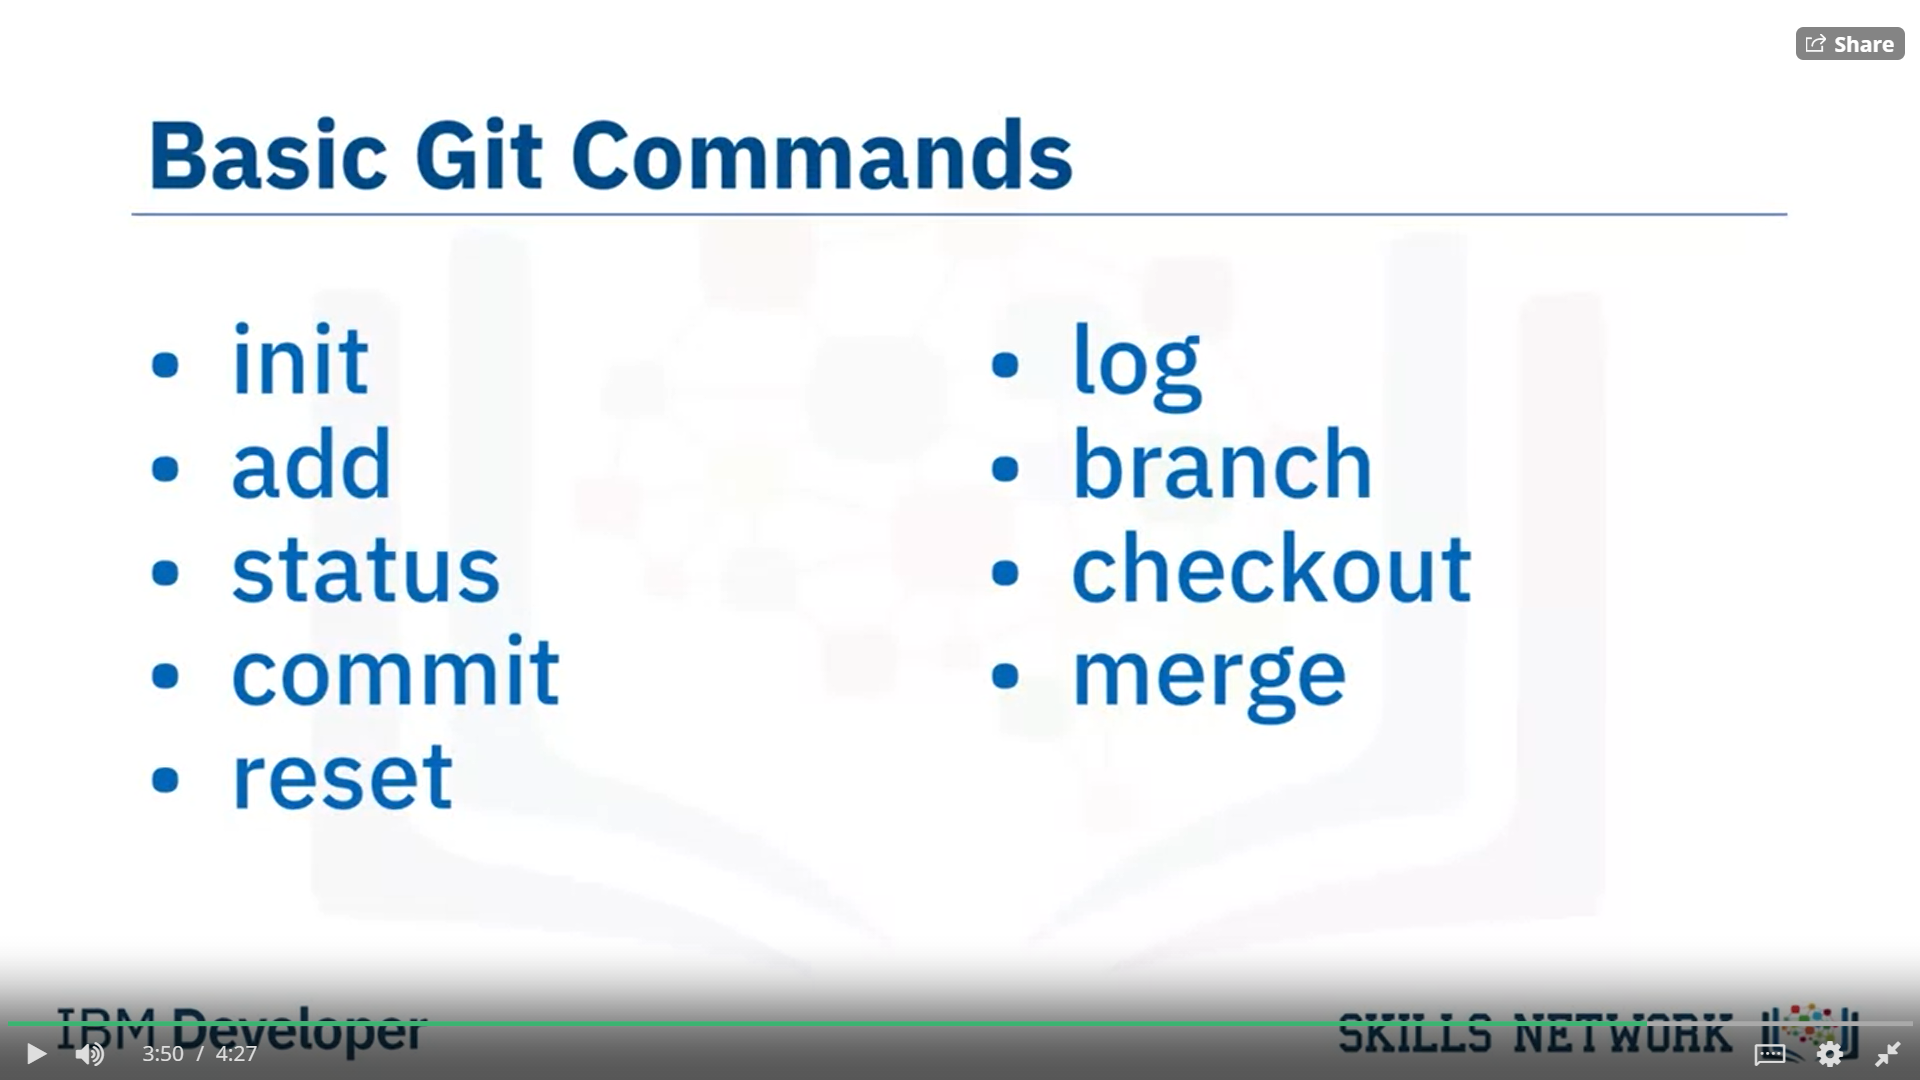 Share
Basic Git Commands
• init
• add
• status
• commit
• reset
• log
• branch
• checkout
• merge
IBM Developer
SKILLS NETWORK
3:50 / 4:27